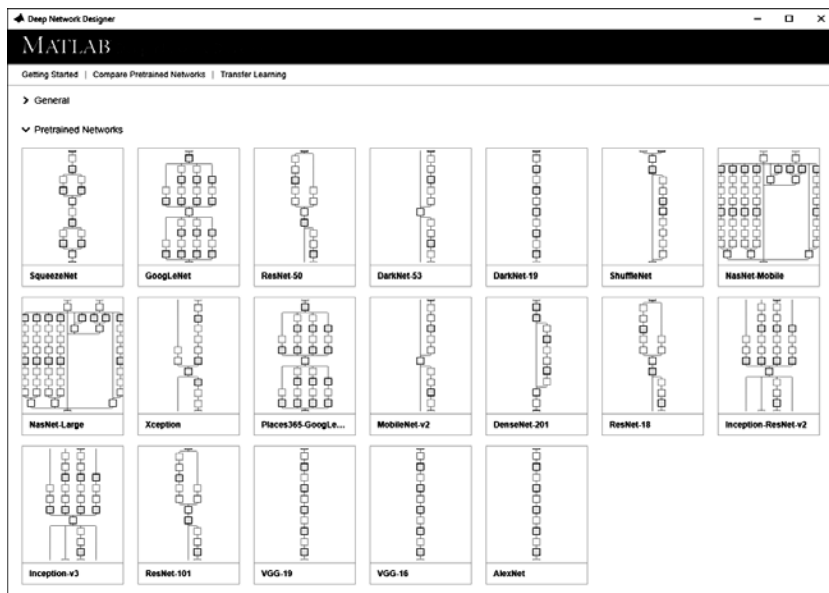 Deep Network Designer
MATLAB
Getting Started | Compare Pretrained Networks | Transfer Learning
General
Pretrained Networks
SqueezeNet
GoogLeNet
ResNet-50
DarkNet-53
DarkNet-19
ShuffleNet
NasNet-Mobile
NasNet-Large
Xception
Places365-GoogLe...
MobileNet-v2
DenseNet-201
ResNet-18
Inception-ResNet-v2
Inception-v3
ResNet-101
VGG-19
VGG-16
AlexNet